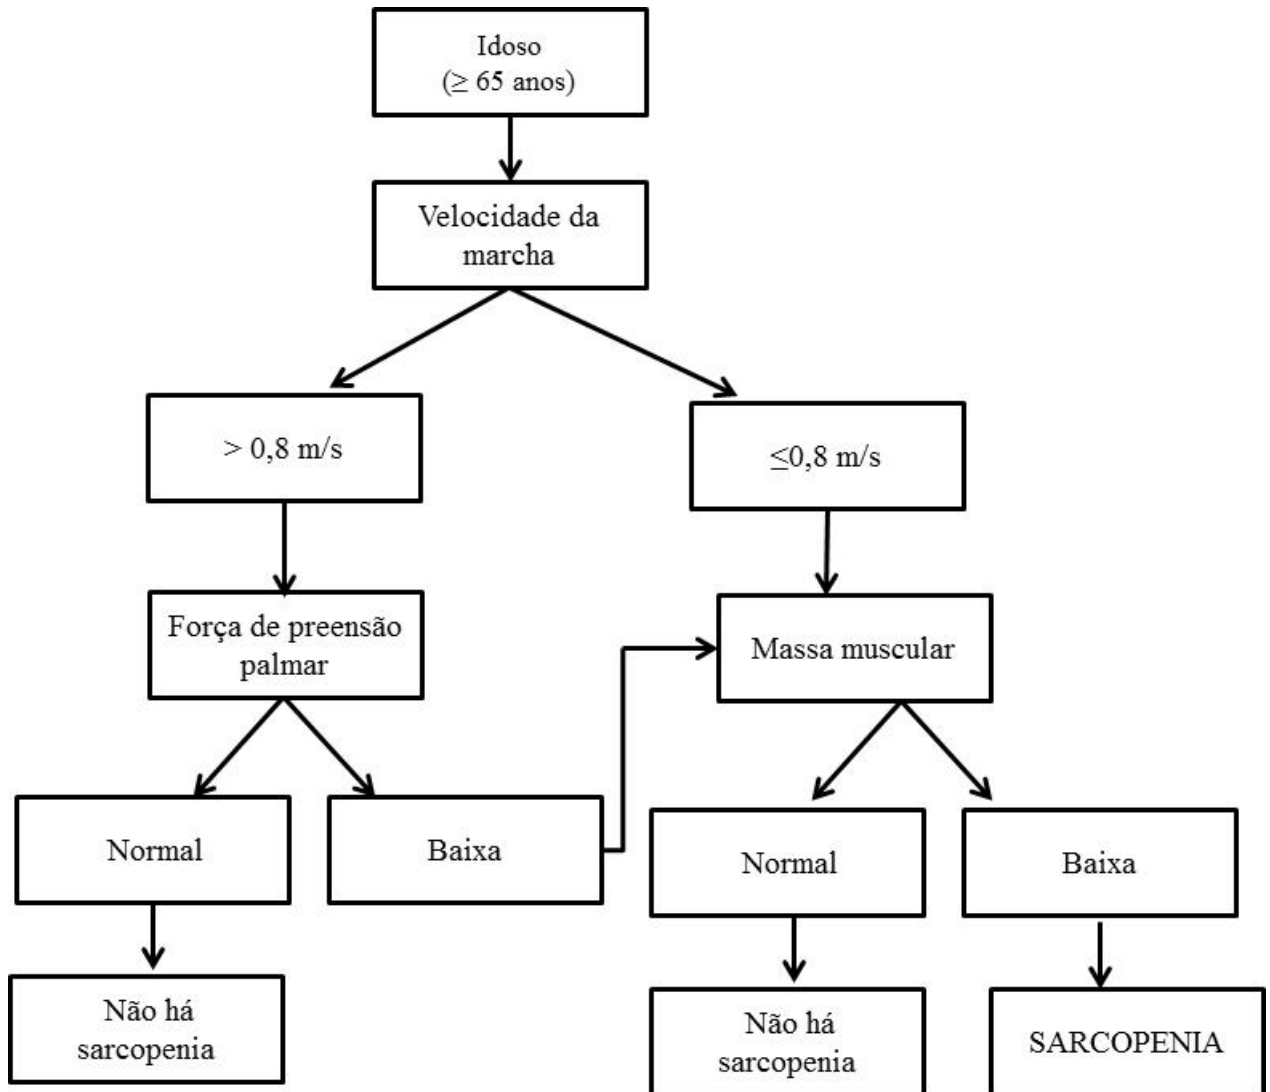 Idoso
(≥ 65 anos)
Velocidade da
marcha
> 0,8 m/s
≤0,8 m/s
Força de preensão
palmar
Massa muscular
Normal
Baixa
Normal
Baixa
Não há
sarcopenia
Não há
sarcopenia
SARCOPENIA